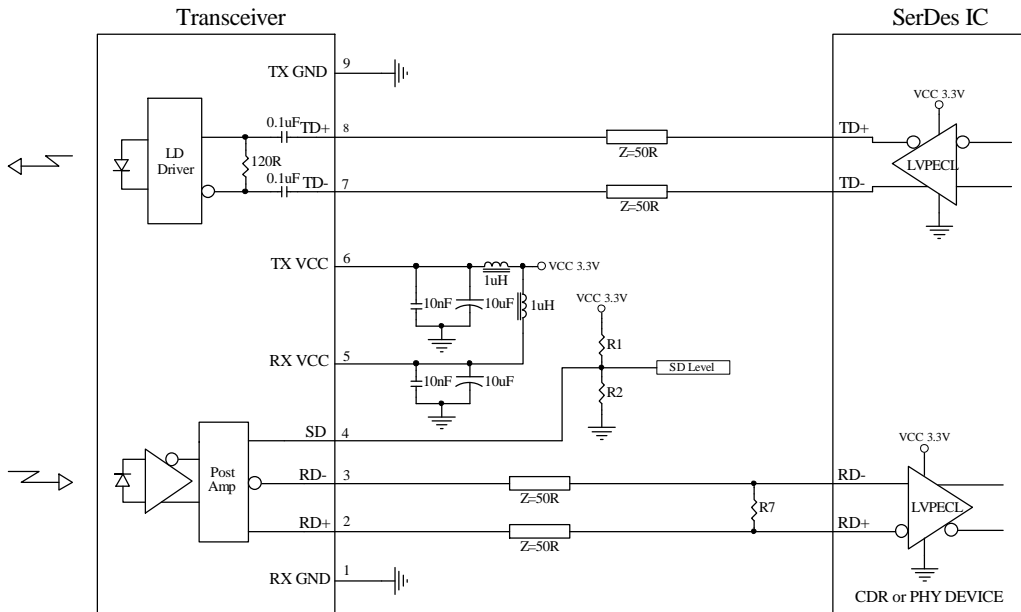 Transceiver
SerDes IC
TX GND
9
VCC 3.3V
0.1uF
TD+
8
TD+
LD
Driver
120R
Z=50R
LVPECL
0.1uF
TD-
7
TD-
Z=50R
TX VCC
6
VCC 3.3V
1uH
10nF
10uF
1uH
VCC 3.3V
R1
RX VCC
5
SD Level
10nF
10uF
R2
SD
4
VCC 3.3V
Post
Amp
RD-
3
RD-
Z=50R
R7
LVPECL
RD+
2
RD+
Z=50R
RX GND
1
CDR or PHY DEVICE